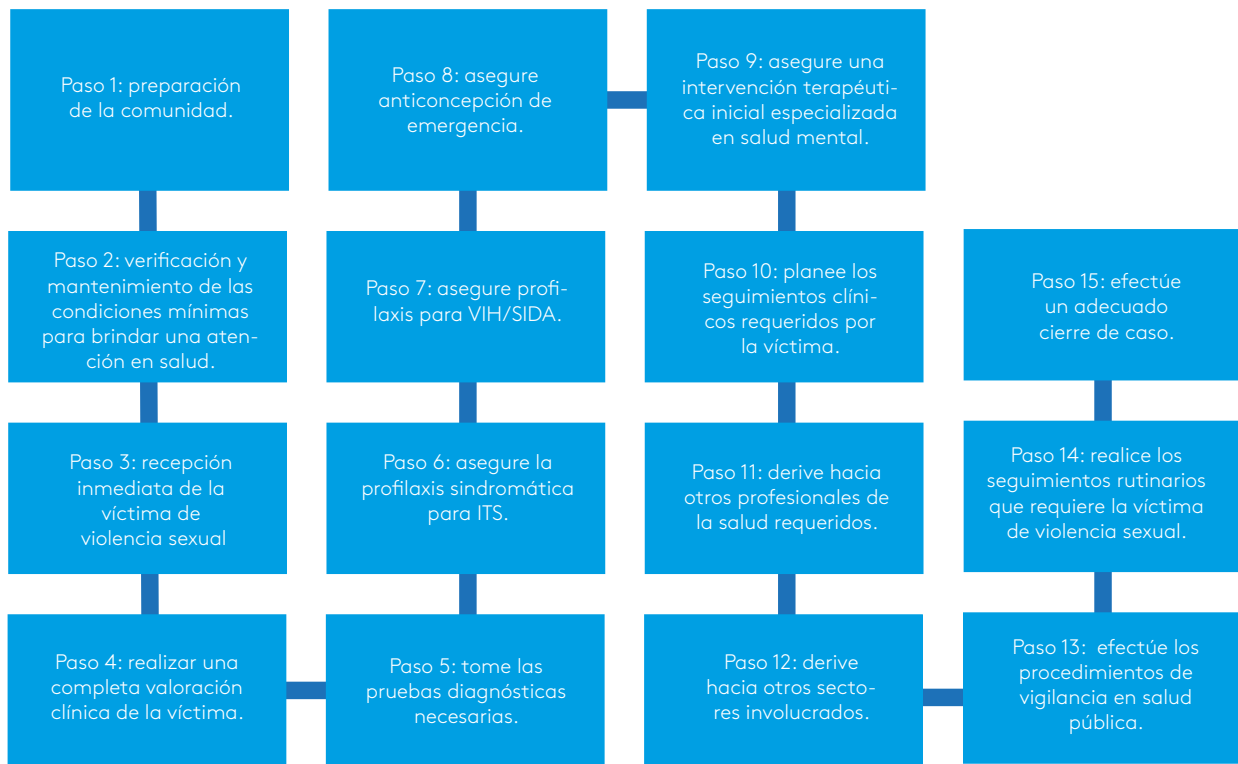 Paso 1: preparación
de la comunidad.
Paso 2: verificación y
mantenimiento de las
condiciones mínimas
para brindar una aten-
ción en salud.
Paso 3: recepción
inmediata de la
víctima de
violencia sexual
Paso 4: realizar una
completa valoración
clínica de la víctima.
Paso 5: tome las
pruebas diagnósticas
necesarias.
Paso 6: asegure la
profilaxis sindromática
para ITS.
Paso 7: asegure profi-
laxis para VIH/SIDA.
Paso 8: asegure
anticoncepción de
emergencia.
Paso 9: asegure una
intervención terapéuti-
ca inicial especializada
en salud mental.
Paso 10: planee los
seguimientos clíni-
cos requeridos por
la víctima.
Paso 11: derive hacia
otros profesionales de
la salud requeridos.
Paso 12: derive
hacia otros secto-
res involucrados.
Paso 13: efectúe los
procedimientos de
vigilancia en salud
pública.
Paso 14: realice los
seguimientos rutinarios
que requiere la víctima
de violencia sexual.
Paso 15: efectúe
un adecuado
cierre de caso.